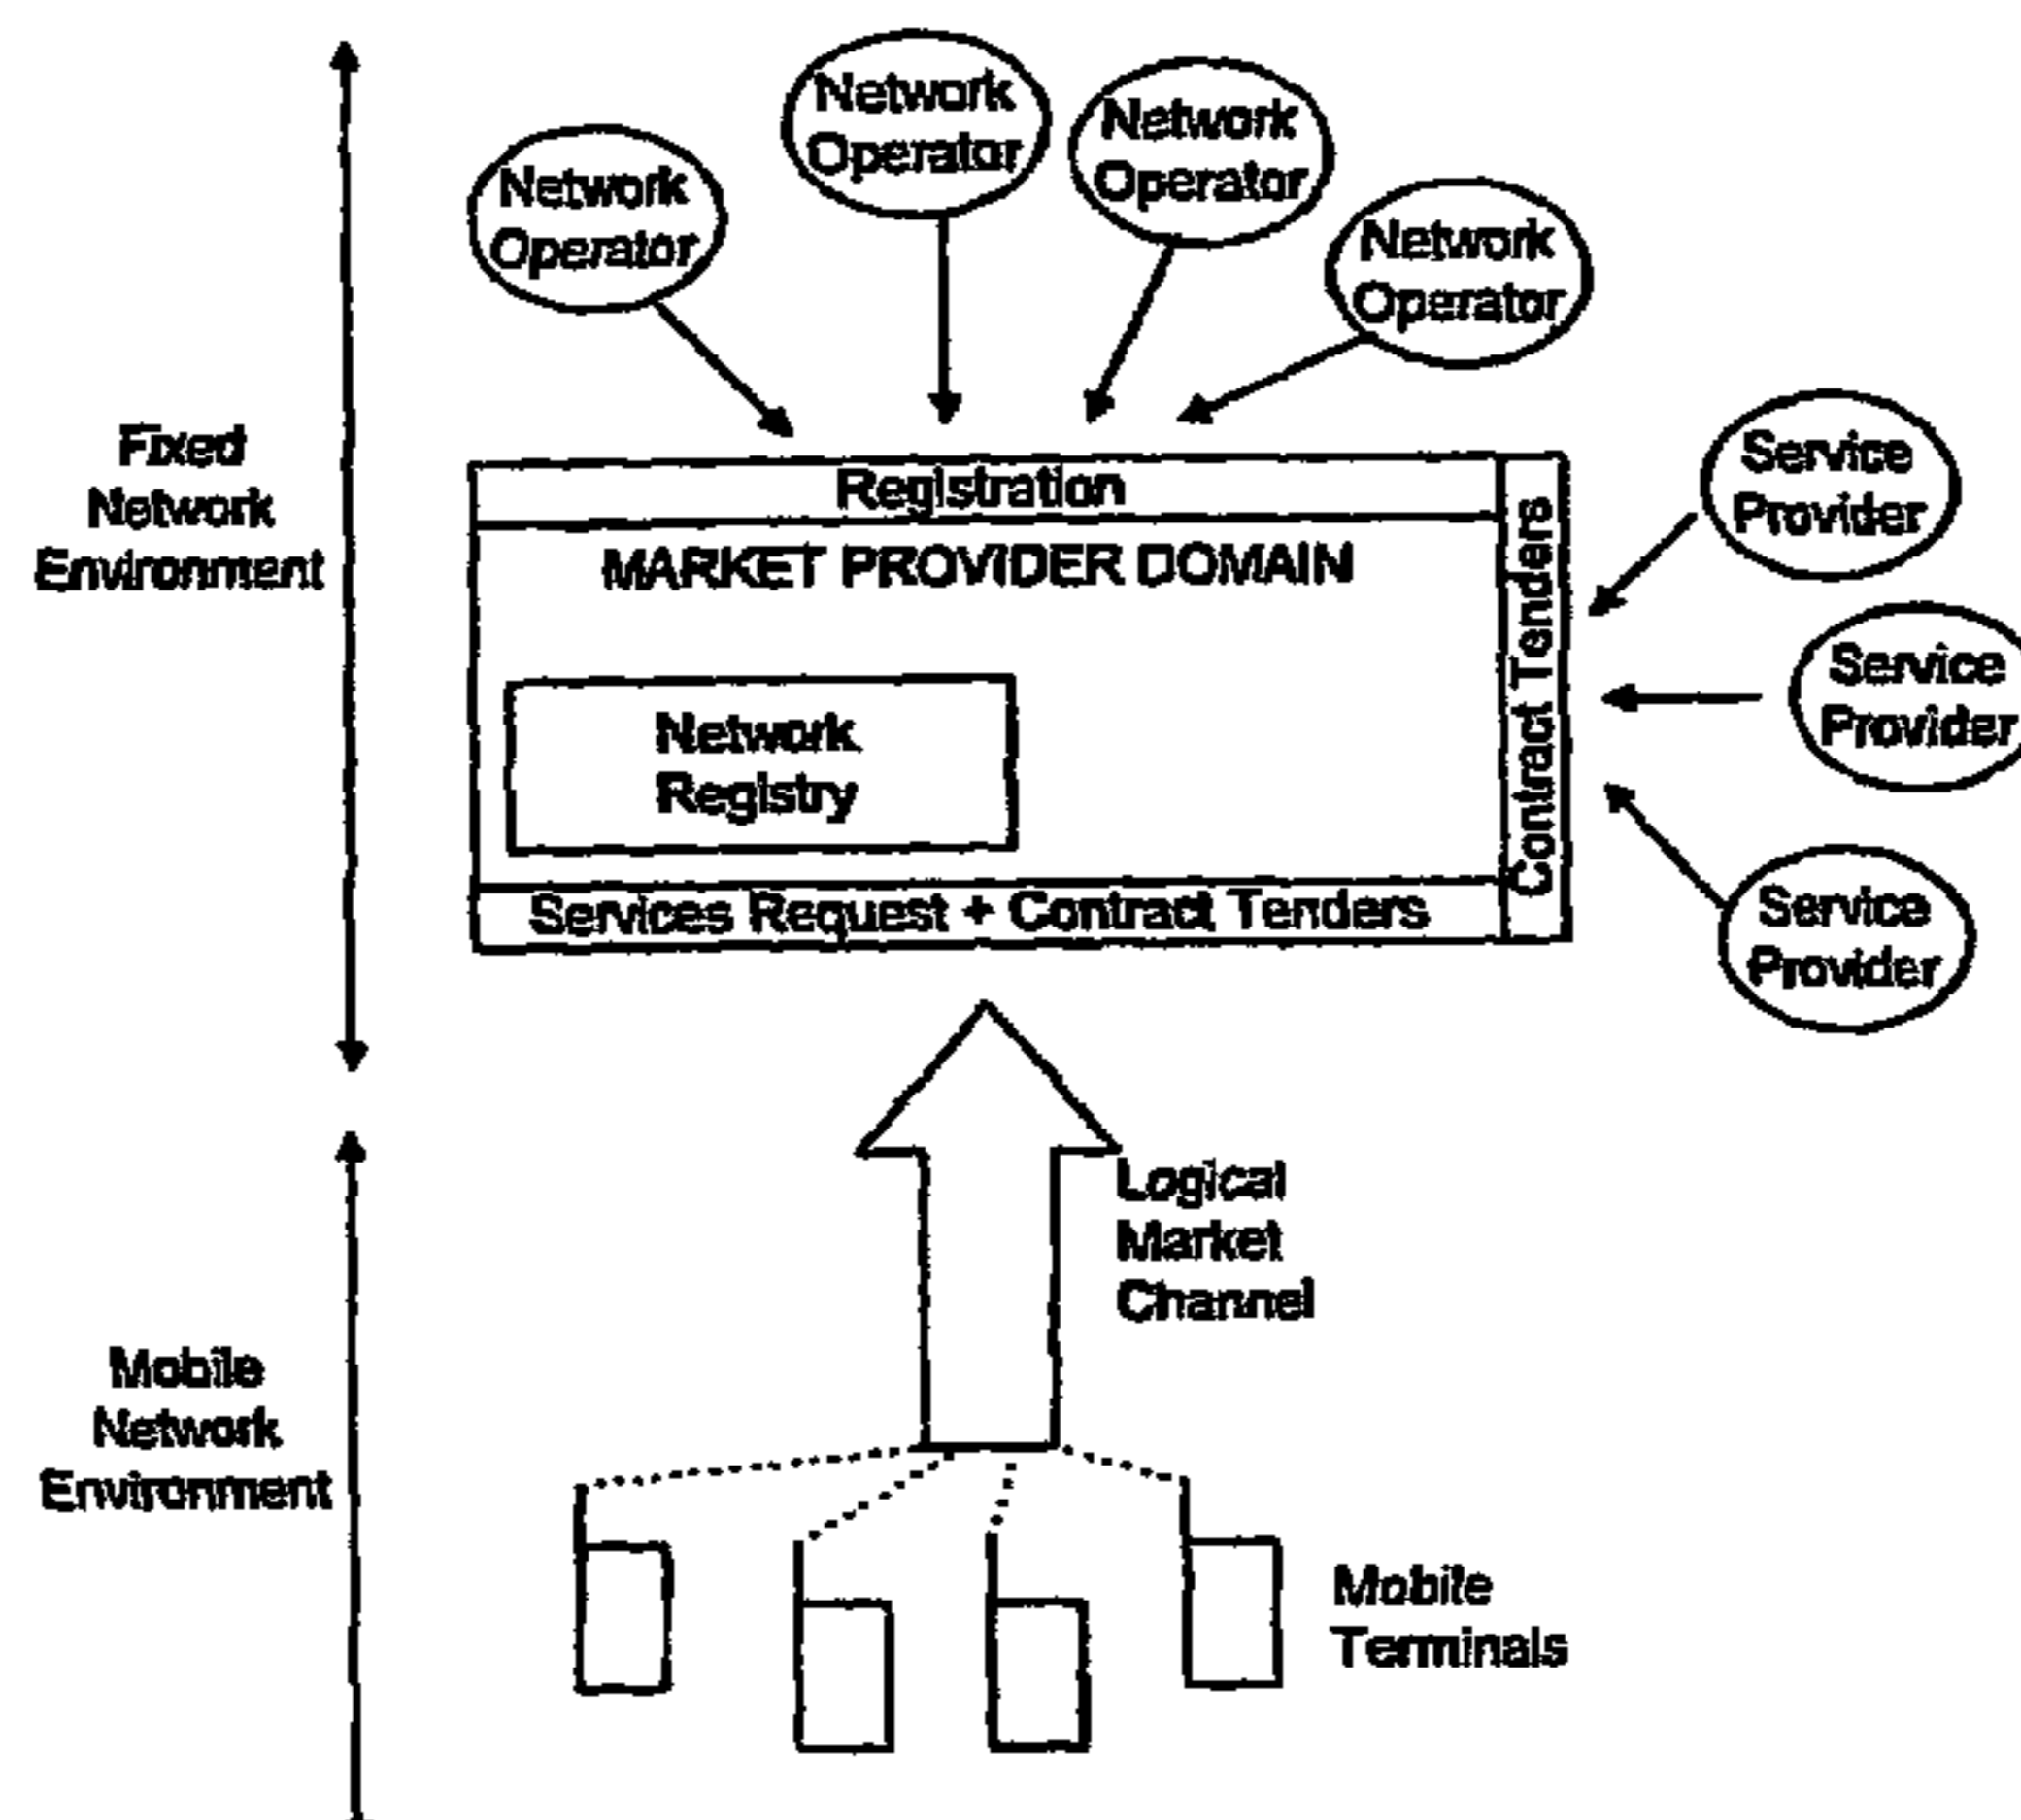 Network
Operator
Network
Operator
Network
Operator
Network
Operator
Fixed
Network
Environment
Registration
MARKET PROVIDER DOMAIN
Network
Registry
Services Request + Contract Tenders
Contract Tenders
Service
Provider
Service
Provider
Service
Provider
Logical
Market
Channel
Mobile
Network
Environment
Mobile
Terminals